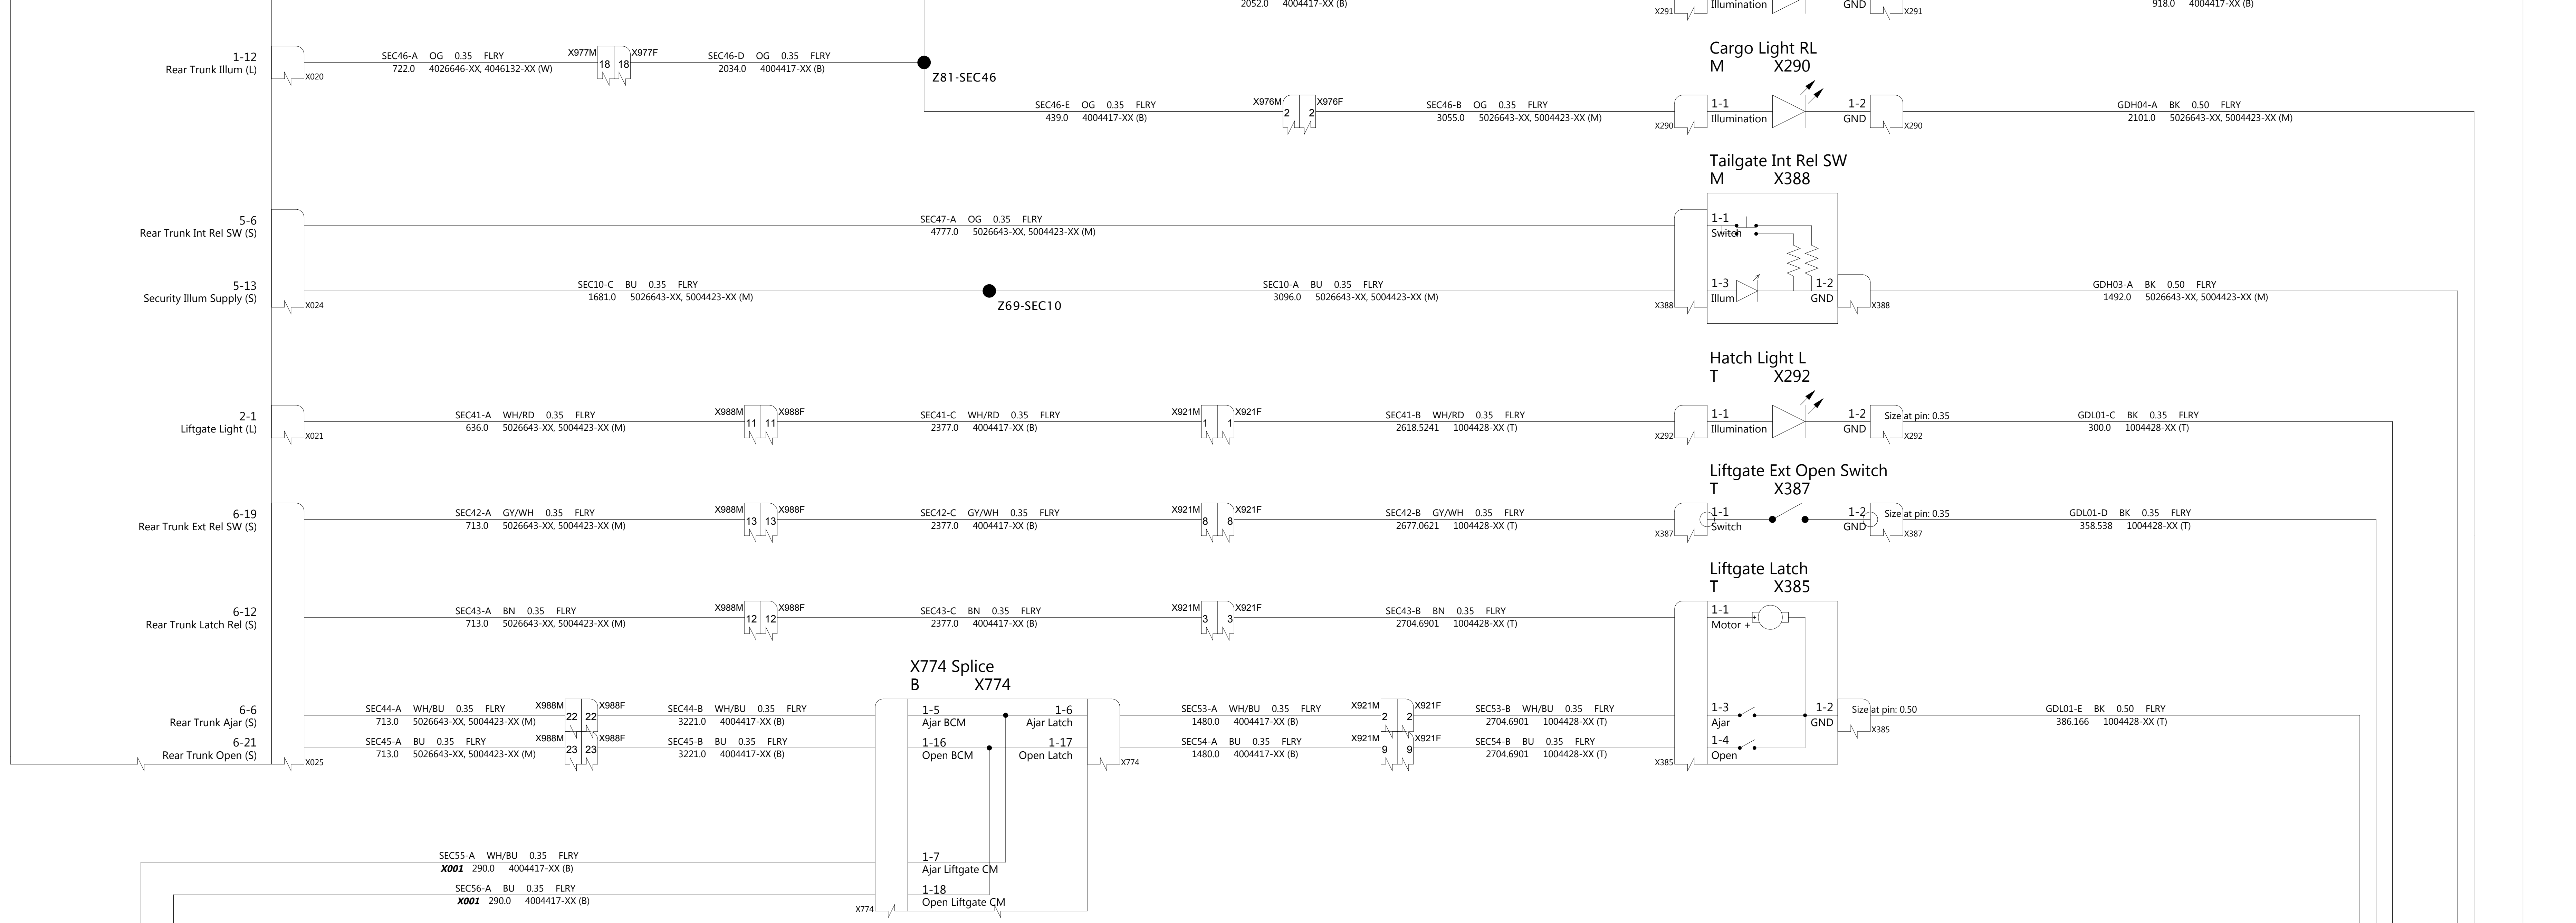 2052.0 4004417-XX (B)
X291 Illumination GND X291
918.0 4004417-XX (B)
Cargo Light RL
M X290
1-12
Rear Trunk Illum (L)
X020
SEC46-A OG 0.35 FLRY
722.0 4026646-XX, 4046132-XX (W)
X977M 18 18 X977F
SEC46-D OG 0.35 FLRY
2034.0 4004417-XX (B)
Z81-SEC46
SEC46-E OG 0.35 FLRY
439.0 4004417-XX (B)
X976M 2 2 X976F
SEC46-B OG 0.35 FLRY
3055.0 5026643-XX, 5004423-XX (M)
X290
1-1
Illumination
1-2
GND
X290
GDH04-A BK 0.50 FLRY
2101.0 5026643-XX, 5004423-XX (M)
Tailgate Int Rel SW
M X388
5-6
Rear Trunk Int Rel SW (S)
SEC47-A OG 0.35 FLRY
4777.0 5026643-XX, 5004423-XX (M)
1-1
Switch
5-13
Security Illum Supply (S)
X024
SEC10-C BU 0.35 FLRY
1681.0 5026643-XX, 5004423-XX (M)
Z69-SEC10
SEC10-A BU 0.35 FLRY
3096.0 5026643-XX, 5004423-XX (M)
X388
1-3
Illum
1-2
GND
X388
GDH03-A BK 0.50 FLRY
1492.0 5026643-XX, 5004423-XX (M)
Hatch Light L
T X292
2-1
Liftgate Light (L)
X021
SEC41-A WH/RD 0.35 FLRY
636.0 5026643-XX, 5004423-XX (M)
X988M 11 11 X988F
SEC41-C WH/RD 0.35 FLRY
2377.0 4004417-XX (B)
X921M 1 1 X921F
SEC41-B WH/RD 0.35 FLRY
2618.5241 1004428-XX (T)
X292
1-1
Illumination
1-2
GND
Size at pin: 0.35
X292
GDL01-C BK 0.35 FLRY
300.0 1004428-XX (T)
Liftgate Ext Open Switch
T X387
6-19
Rear Trunk Ext Rel SW (S)
SEC42-A GY/WH 0.35 FLRY
713.0 5026643-XX, 5004423-XX (M)
X988M 13 13 X988F
SEC42-C GY/WH 0.35 FLRY
2377.0 4004417-XX (B)
X921M 8 8 X921F
SEC42-B GY/WH 0.35 FLRY
2677.0621 1004428-XX (T)
X387
1-1
Switch
1-2
GND
Size at pin: 0.35
X387
GDL01-D BK 0.35 FLRY
358.538 1004428-XX (T)
Liftgate Latch
T X385
6-12
Rear Trunk Latch Rel (S)
SEC43-A BN 0.35 FLRY
713.0 5026643-XX, 5004423-XX (M)
X988M 12 12 X988F
SEC43-C BN 0.35 FLRY
2377.0 4004417-XX (B)
X921M 3 3 X921F
SEC43-B BN 0.35 FLRY
2704.6901 1004428-XX (T)
1-1
Motor +
X774 Splice
B X774
6-6
Rear Trunk Ajar (S)
SEC44-A WH/BU 0.35 FLRY
713.0 5026643-XX, 5004423-XX (M)
X988M 22 22 X988F
SEC44-B WH/BU 0.35 FLRY
3221.0 4004417-XX (B)
1-5
Ajar BCM
1-6
Ajar Latch
SEC53-A WH/BU 0.35 FLRY
1480.0 4004417-XX (B)
X921M 2 2 X921F
SEC53-B WH/BU 0.35 FLRY
2704.6901 1004428-XX (T)
1-3
Ajar
1-2
GND
Size at pin: 0.50
X385
GDL01-E BK 0.50 FLRY
386.166 1004428-XX (T)
6-21
Rear Trunk Open (S)
X025
SEC45-A BU 0.35 FLRY
713.0 5026643-XX, 5004423-XX (M)
X988M 23 23 X988F
SEC45-B BU 0.35 FLRY
3221.0 4004417-XX (B)
1-16
Open BCM
1-17
Open Latch
X774
SEC54-A BU 0.35 FLRY
1480.0 4004417-XX (B)
X921M 9 9 X921F
SEC54-B BU 0.35 FLRY
2704.6901 1004428-XX (T)
X385
1-4
Open
SEC55-A WH/BU 0.35 FLRY
X001 290.0 4004417-XX (B)
1-7
Ajar Liftgate CM
SEC56-A BU 0.35 FLRY
X001 290.0 4004417-XX (B)
X774
1-18
Open Liftgate CM